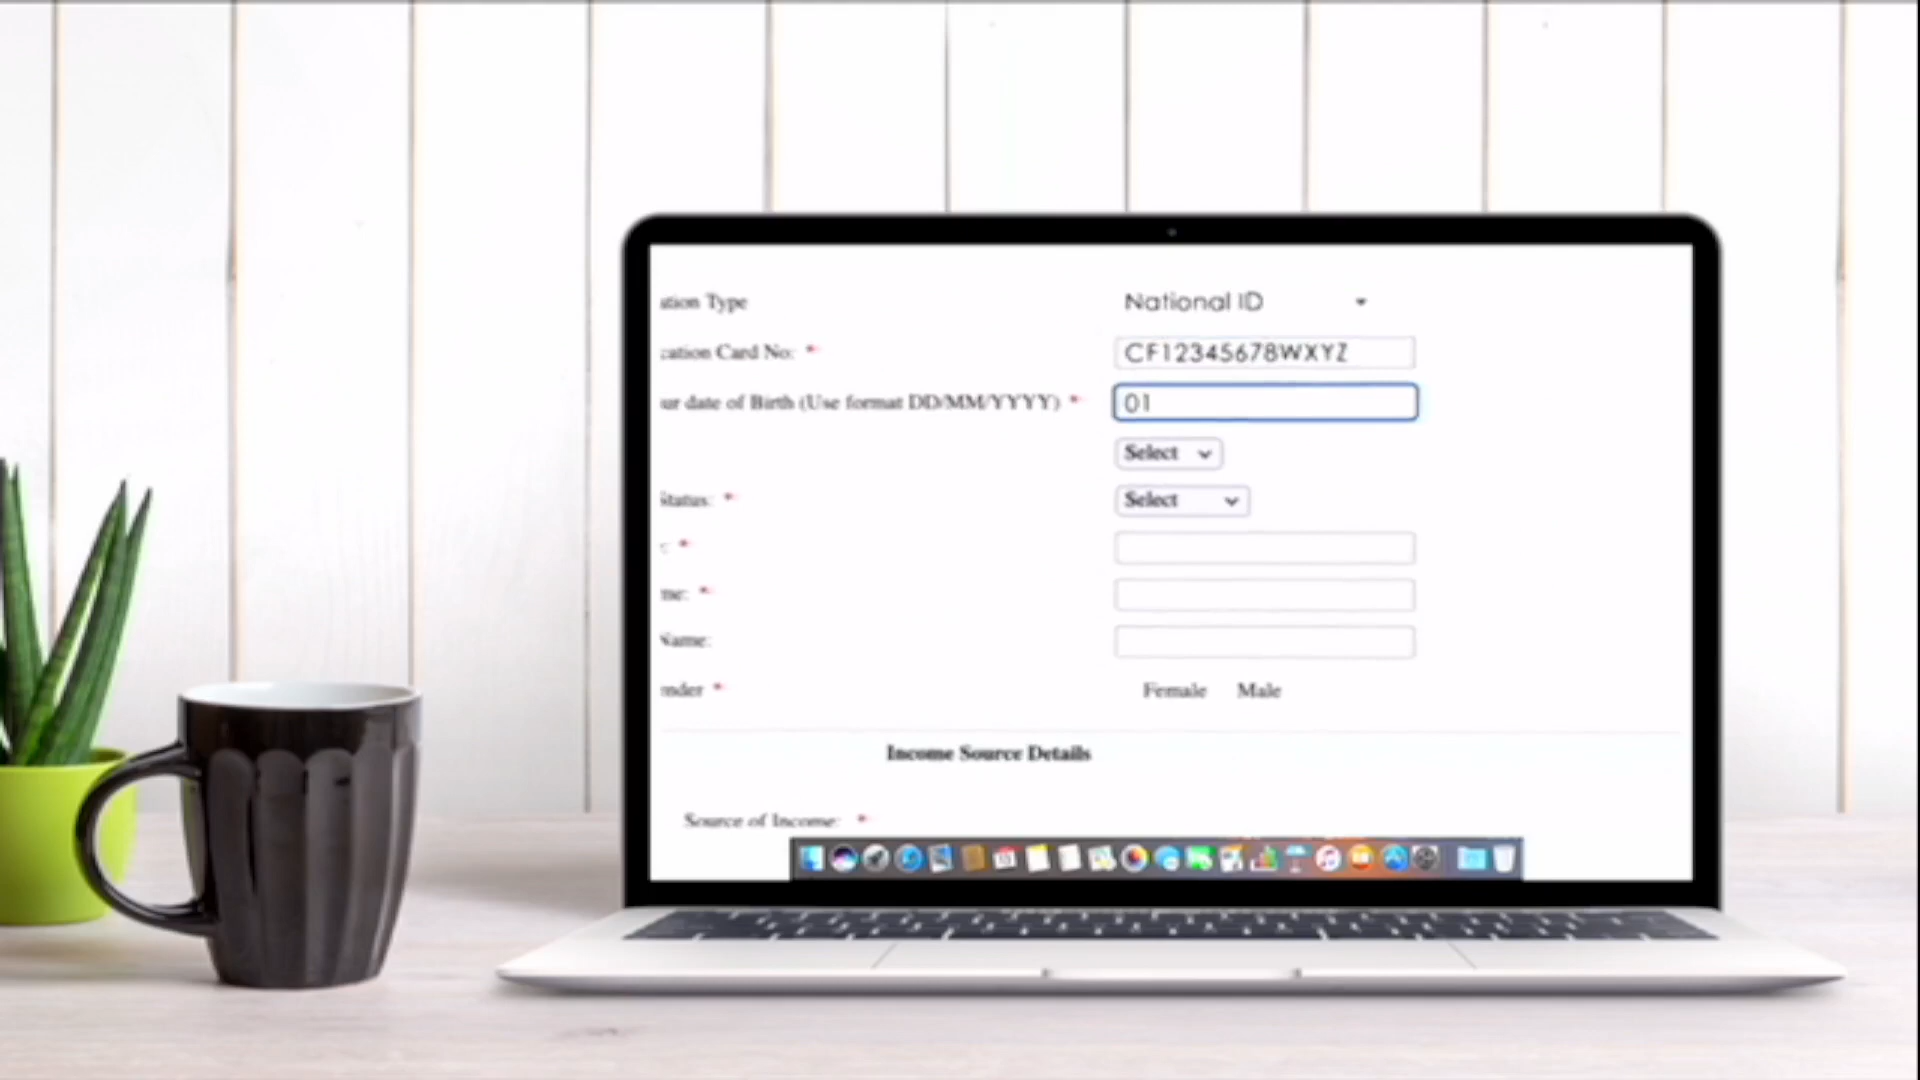 ation Type National ID
cation Card No: * CF12345678WXYZ
ur date of Birth (Use format DD/MM/YYYY) * 01
Select
Status: * Select
r: *
me: *
Name:
ender * Female Male
Income Source Details
Source of Income: *